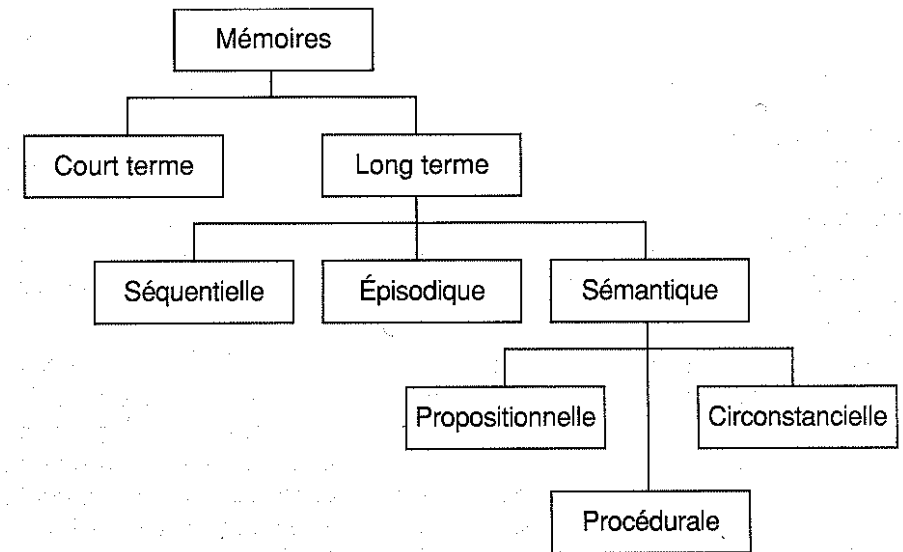 Mémoires
Court terme
Long terme
Séquentielle
Épisodique
Sémantique
Propositionnelle
Circonstancielle
Procédurale